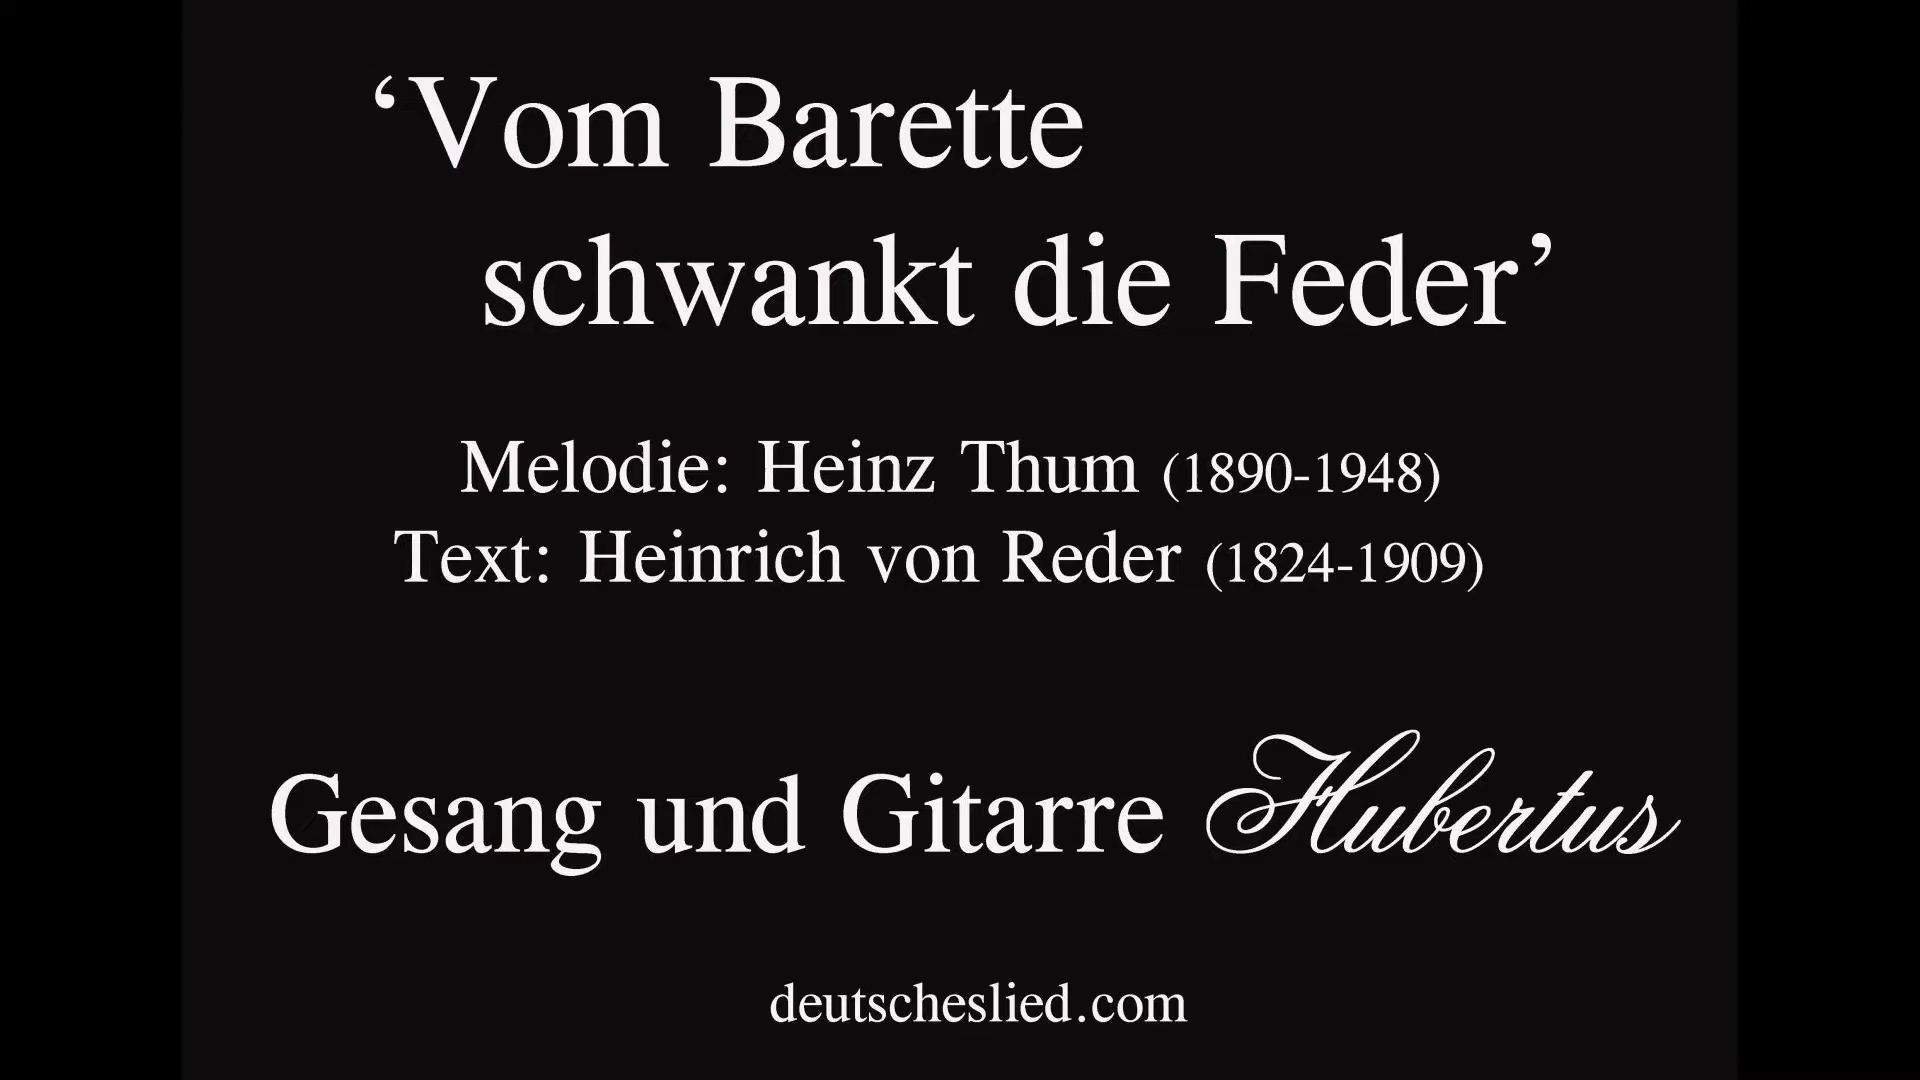 ‘Vom Barette
schwankt die Feder’
Melodie: Heinz Thum (1890-1948)
Text: Heinrich von Reder (1824-1909)
Gesang und Gitarre Hubertus
deutscheslied.com